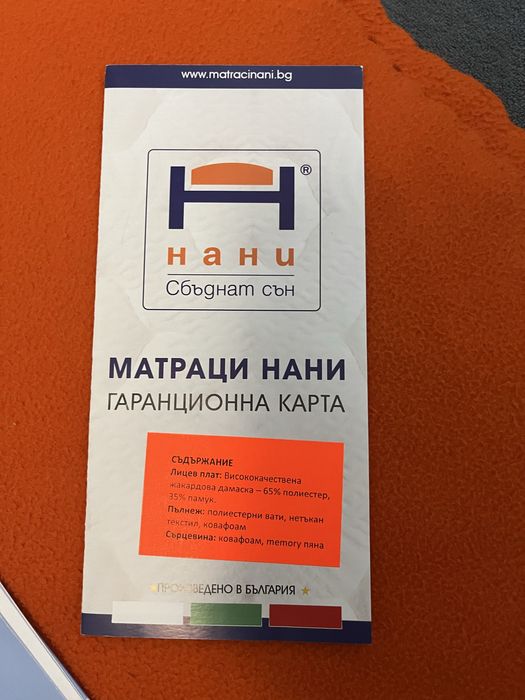 www.matracinani.bg
®
нани
Сбъднат сън
МАТРАЦИ НАНИ
ГАРАНЦИОННА КАРТА
СЪДЪРЖАНИЕ
Лицев плат: Висококачествена
жакардова дамаска – 65% полиестер,
35% памук.
Пълнеж: полиестерни вати, нетъкан
текстил, ковафоам
Сърцевина: ковафоам, memory пяна
ПРОИЗВЕДЕНО В БЪЛГАРИЯ